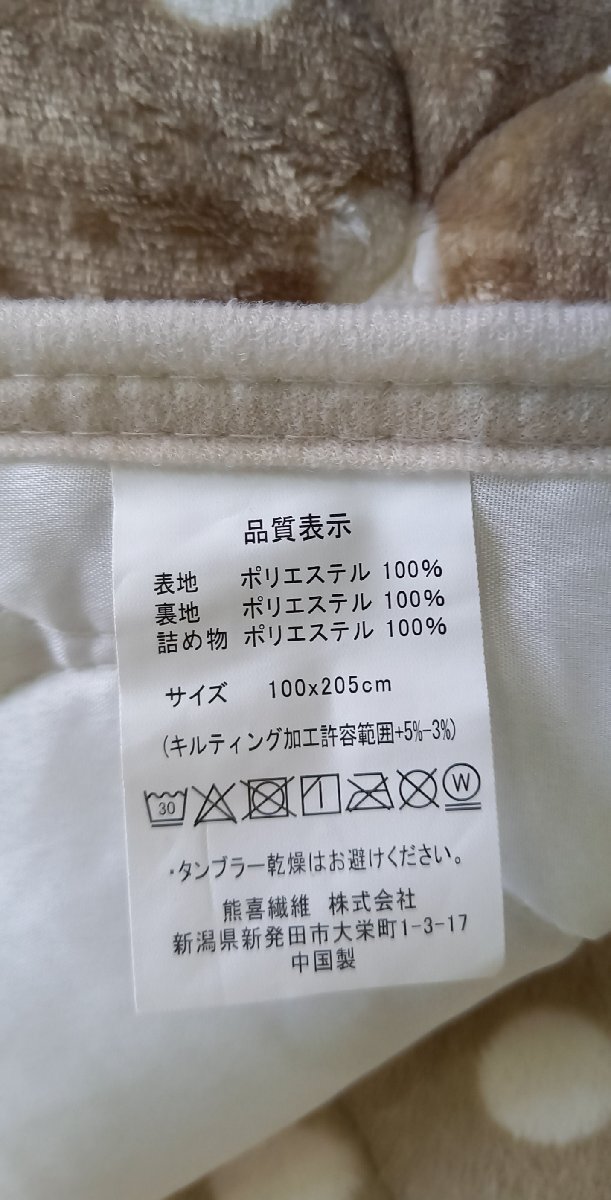 品質表示
表地 ポリエステル 100%
裏地 ポリエステル 100%
詰め物 ポリエステル 100%
サイズ 100x205cm
(キルティング加工許容範囲+5%-3%)
30 W
・タンブラー乾燥はお避けください。
熊喜繊維 株式会社
新潟県新発田市大栄町1-3-17
中国製